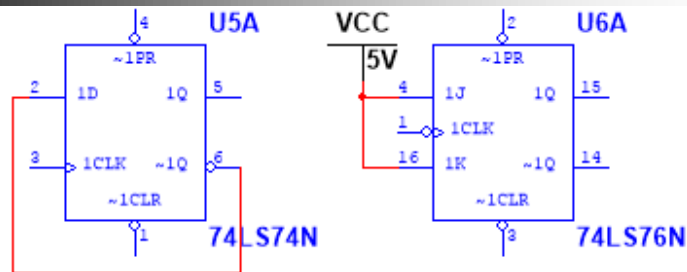 4 U5A VCC 2 U6A
~1PR 5V ~1PR
2 1D 1Q 5 4 1J 1Q 15
1 1CLK
3 1CLK ~1Q 6 16 1K ~1Q 14
~1CLR ~1CLR
1 74LS74N 3 74LS76N